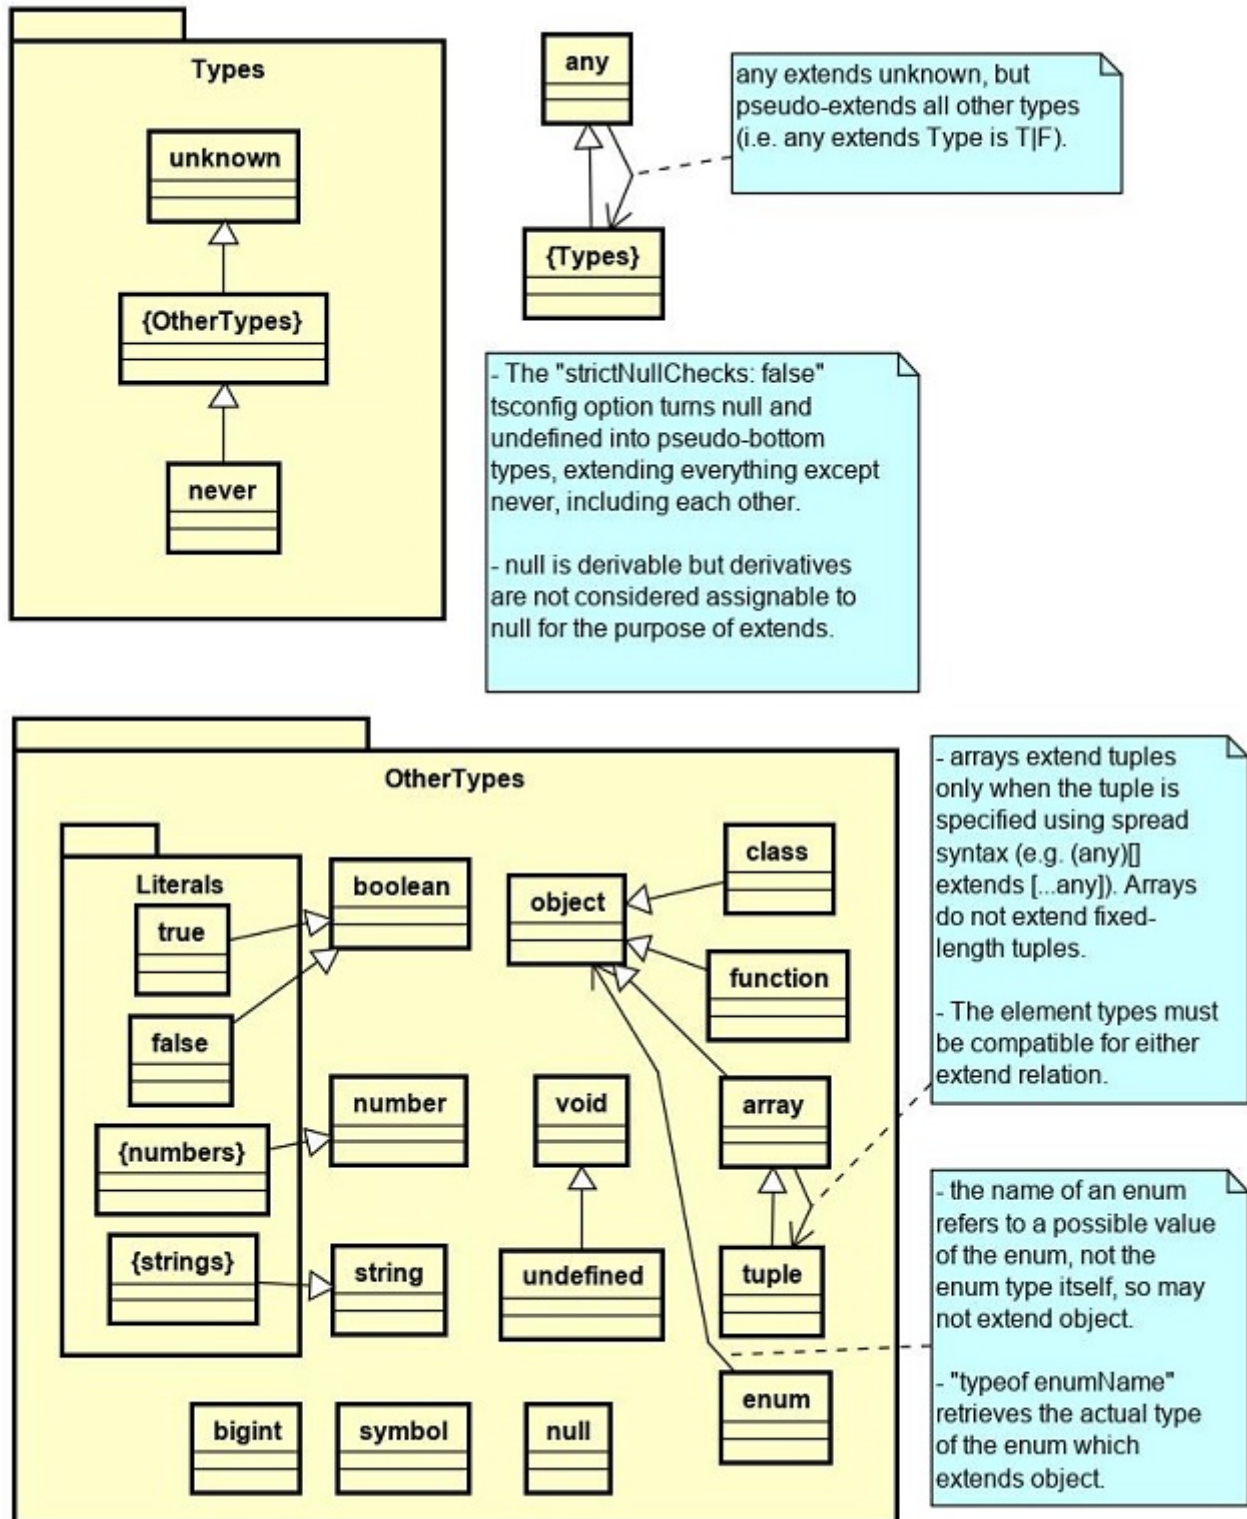 Types
unknown
{OtherTypes}
never
any
{Types}
any extends unknown, but
pseudo-extends all other types
(i.e. any extends Type is T|F).
- The "strictNullChecks: false"
tsconfig option turns null and
undefined into pseudo-bottom
types, extending everything except
never, including each other.
- null is derivable but derivatives
are not considered assignable to
null for the purpose of extends.
OtherTypes
Literals
true
false
{numbers}
{strings}
boolean
number
string
bigint
symbol
null
object
void
undefined
class
function
array
tuple
enum
- arrays extend tuples
only when the tuple is
specified using spread
syntax (e.g. (any)[]
extends [...any]). Arrays
do not extend fixed-
length tuples.
- The element types must
be compatible for either
extend relation.
- the name of an enum
refers to a possible value
of the enum, not the
enum type itself, so may
not extend object.
- "typeof enumName"
retrieves the actual type
of the enum which
extends object.